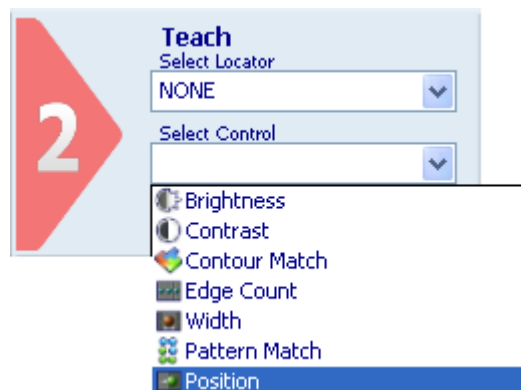 2
Teach
Select Locator
NONE
Select Control
Brightness
Contrast
Contour Match
Edge Count
Width
Pattern Match
Position